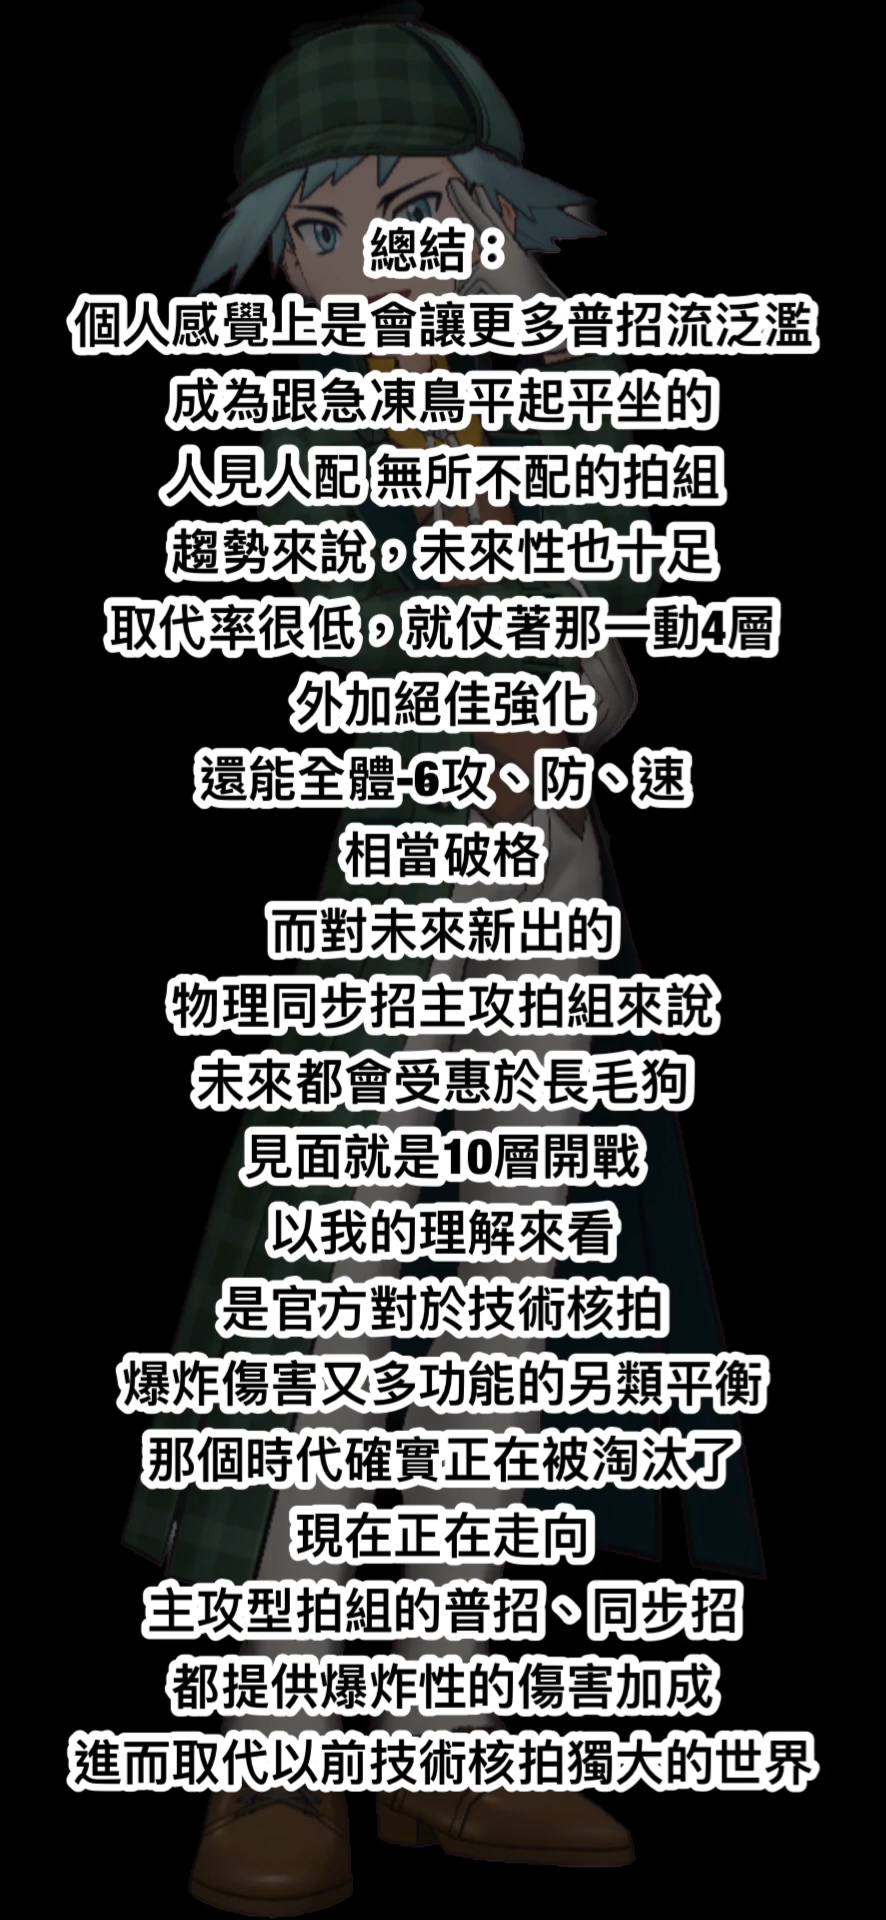 總結：
個人感覺上是會讓更多普招流泛濫
成為跟急凍鳥平起平坐的
人見人配 無所不配的拍組
趨勢來說，未來性也十足
取代率很低，就仗著那一動4層
外加絕佳強化
還能全體-6攻、防、速
相當破格
而對未來新出的
物理同步招主攻拍組來說
未來都會受惠於長毛狗
見面就是10層開戰
以我的理解來看
是官方對於技術核拍
爆炸傷害又多功能的另類平衡
那個時代確實正在被淘汰了
現在正在走向
主攻型拍組的普招、同步招
都提供爆炸性的傷害加成
進而取代以前技術核拍獨大的世界